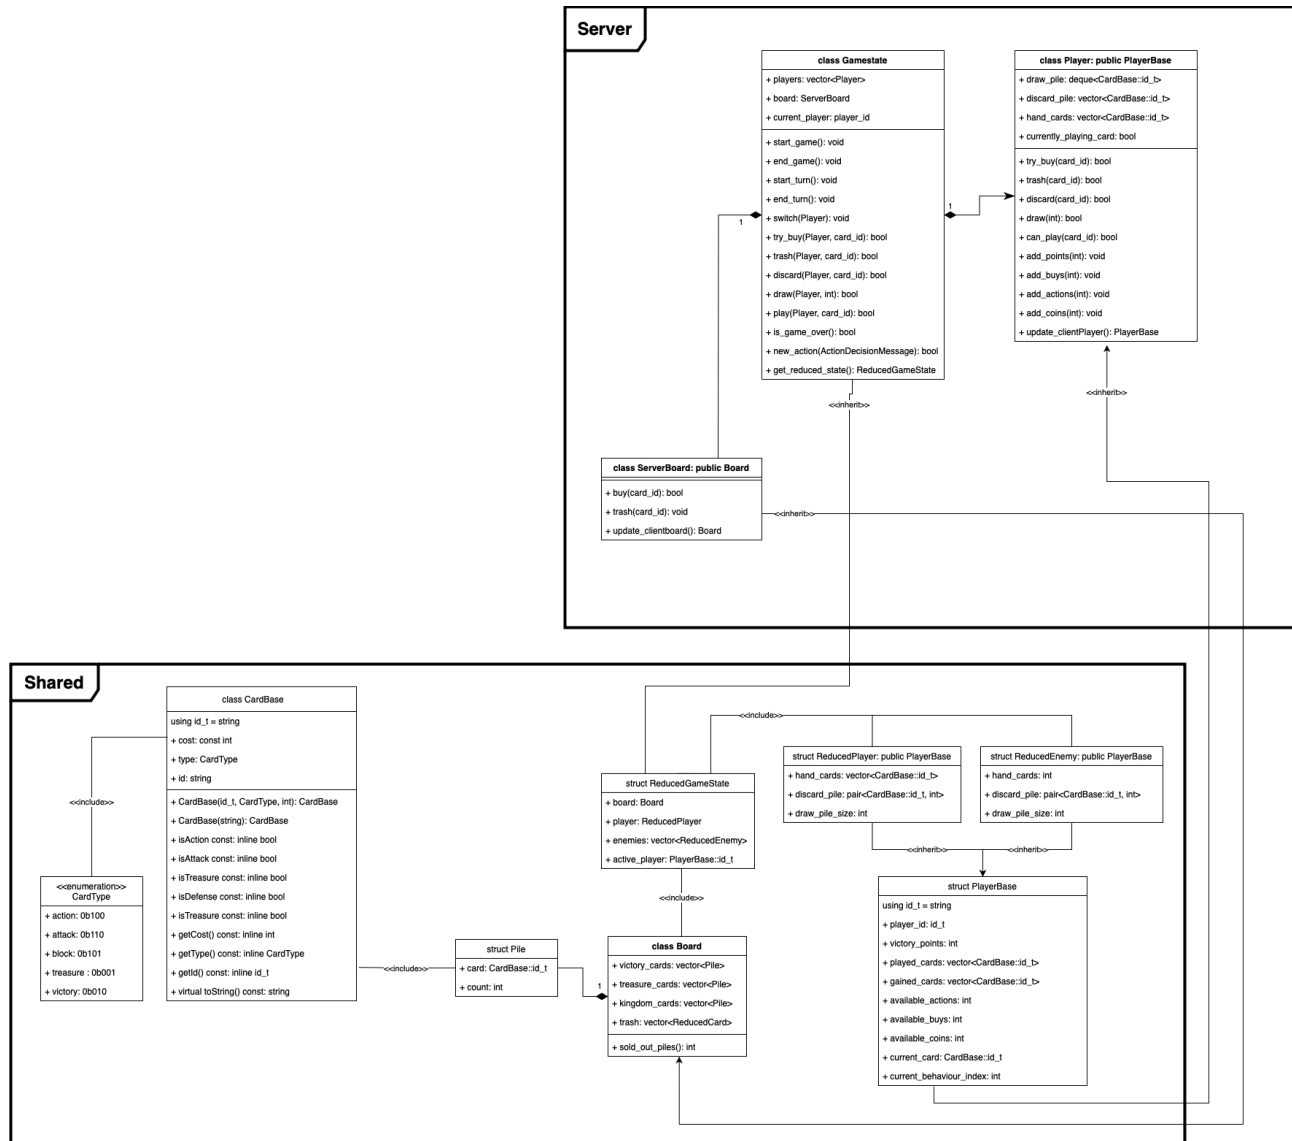 Server
class Gamestate
+ players: vector<Player>
+ board: ServerBoard
+ current_player: player_id
+ start_game(): void
+ end_game(): void
+ start_turn(): void
+ end_turn(): void
+ switch(Player): void
+ try_buy(Player, card_id): bool
+ trash(Player, card_id): bool
+ discard(Player, card_id): bool
+ draw(Player, int): bool
+ play(Player, card_id): bool
+ is_game_over(): bool
+ new_action(ActionDecisionMessage): bool
+ get_reduced_state(): ReducedGameState
class Player: public PlayerBase
+ draw_pile: deque<CardBase::id_t>
+ discard_pile: vector<CardBase::id_t>
+ hand_cards: vector<CardBase::id_t>
+ currently_playing_card: bool
+ try_buy(card_id): bool
+ trash(card_id): bool
+ discard(card_id): bool
+ draw(int): bool
+ can_play(card_id): bool
+ add_points(int): void
+ add_buys(int): void
+ add_actions(int): void
+ add_coins(int): void
+ update_clientPlayer(): PlayerBase
1
1
<<inherit>>
<<inherit>>
class ServerBoard: public Board
+ buy(card_id): bool
+ trash(card_id): void
+ update_clientboard(): Board
<<inherit>>
Shared
class CardBase
using id_t = string
+ cost: const int
+ type: CardType
+ id: string
+ CardBase(id_t, CardType, int): CardBase
+ CardBase(string): CardBase
+ isAction const: inline bool
+ isAttack const: inline bool
+ isTreasure const: inline bool
+ isDefense const: inline bool
+ isTreasure const: inline bool
+ getCost() const: inline int
+ getType() const: inline CardType
+ getId() const: inline id_t
+ virtual toString() const: string
<<include>>
<<enumeration>>
CardType
+ action: 0b100
+ attack: 0b110
+ block: 0b101
+ treasure : 0b001
+ victory: 0b010
<<include>>
struct Pile
+ card: CardBase::id_t
+ count: int
1
<<include>>
struct ReducedGameState
+ board: Board
+ player: ReducedPlayer
+ enemies: vector<ReducedEnemy>
+ active_player: PlayerBase::id_t
<<include>>
class Board
+ victory_cards: vector<Pile>
+ treasure_cards: vector<Pile>
+ kingdom_cards: vector<Pile>
+ trash: vector<ReducedCard>
+ sold_out_piles(): int
struct ReducedPlayer: public PlayerBase
+ hand_cards: vector<CardBase::id_t>
+ discard_pile: pair<CardBase::id_t, int>
+ draw_pile_size: int
struct ReducedEnemy: public PlayerBase
+ hand_cards: int
+ discard_pile: pair<CardBase::id_t, int>
+ draw_pile_size: int
<<inherit>>
<<inherit>>
struct PlayerBase
using id_t = string
+ player_id: id_t
+ victory_points: int
+ played_cards: vector<CardBase::id_t>
+ gained_cards: vector<CardBase::id_t>
+ available_actions: int
+ available_buys: int
+ available_coins: int
+ current_card: CardBase::id_t
+ current_behaviour_index: int